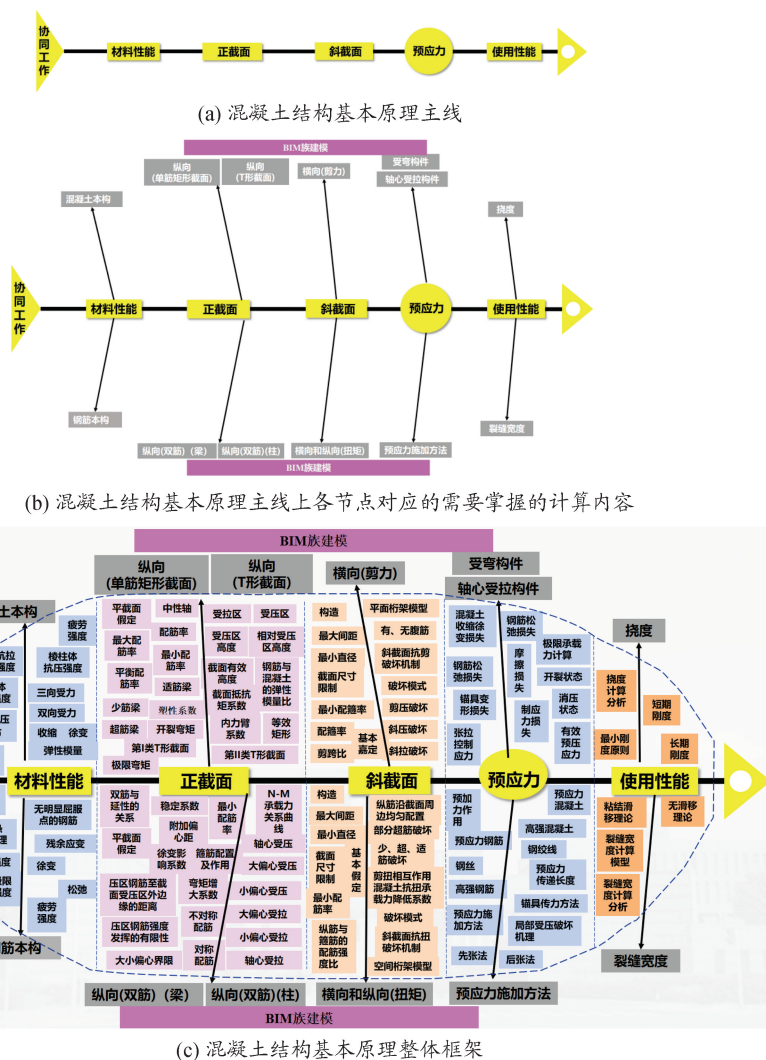 协同工作
材料性能
正截面
斜截面
预应力
使用性能
(a) 混凝土结构基本原理主线
BIM族建模
纵向
(单筋矩形截面)
纵向
(T形截面)
横向(剪力)
受弯构件
轴心受拉构件
混凝土本构
挠度
协同工作
材料性能
正截面
斜截面
预应力
使用性能
钢筋本构
裂缝宽度
纵向(双筋)（梁）
纵向(双筋)(柱)
横向和纵向(扭矩)
预应力施加方法
BIM族建模
(b) 混凝土结构基本原理主线上各节点对应的需要掌握的计算内容
BIM族建模
纵向
(单筋矩形截面)
纵向
(T形截面)
横向(剪力)
受弯构件
轴心受拉构件
土本构
挠度
疲劳
强度
棱柱体
抗压强度
三向受力
双向受力
收缩 徐变
弹性模量
平截面
假定
中性轴
最大配
筋率
配筋率
最小配
筋率
平衡配
筋率
适筋梁
少筋梁
塑性系数
超筋梁
开裂弯矩
第I类T形截面
极限弯矩
受拉区
受压区
受压区
高度
相对受压
区高度
截面有效
高度
钢筋与
混凝土
的弹性
模量比
截面抵抗
矩系数
内力臂
系数
等效
矩形
第II类T形截面
构造
平面桁架模型
最大间距
有、无腹筋
最小直径
斜截面抗剪
破坏机制
截面尺寸
限制
破坏模式
最小配箍率
剪压破坏
配箍率
基本
嘉定
斜压破坏
剪跨比
斜拉破坏
混凝土
收缩徐
变损失
钢筋松
弛损失
极限承载
力计算
钢筋松
弛损失
摩擦损失
开裂状态
锚具变
形损失
制应
力损
失
消压
状态
张拉
控制
应力
有效
预压
应力
挠度
计算
分析
短期
刚度
最小刚
度原则
长期
刚度
材料性能
正截面
斜截面
预应力
使用性能
无明显屈服
点的钢筋
残余应变
徐变
松弛
疲劳
强度
双筋与
延性的
关系
稳定系数
最小
配筋
率
N-M
承载力
关系曲
线
平截面
假定
附加偏
心距
轴心受压
徐变影
响系数
箍筋配置
及作用
大偏心受压
压区钢筋至截
面受压区外边
缘的距离
弯矩增
大系数
小偏心受压
不对称
配筋
大偏心受拉
压区钢筋强度
发挥的有限性
小偏心受拉
对称
配筋
大小偏心界限
轴心受拉
构造
纵筋沿截面周
边均匀配置
最大间距
部分超筋破坏
最小直径
少、超、适
筋破坏
截面
尺寸
限制
基本假定
剪扭相互作用
混凝土抗扭承
载力降低系数
最小配
筋率
破坏模式
纵筋与
箍筋的
配筋强
度比
斜截面抗扭
破坏机制
空间桁架模型
预加
力作
用
预应力
混凝土
高强混凝土
预应力钢筋
钢绞线
钢丝
预应力
传递长度
高强钢筋
锚具传力方法
预应力施
加方法
局部受压破坏
机理
先张法
后张法
粘结滑
移理论
无滑移
理论
裂缝宽
度计算
模型
裂缝宽
度计算
分析
筋本构
裂缝宽度
纵向(双筋)（梁）
纵向(双筋)(柱)
横向和纵向(扭矩)
预应力施加方法
BIM族建模
(c) 混凝土结构基本原理整体框架